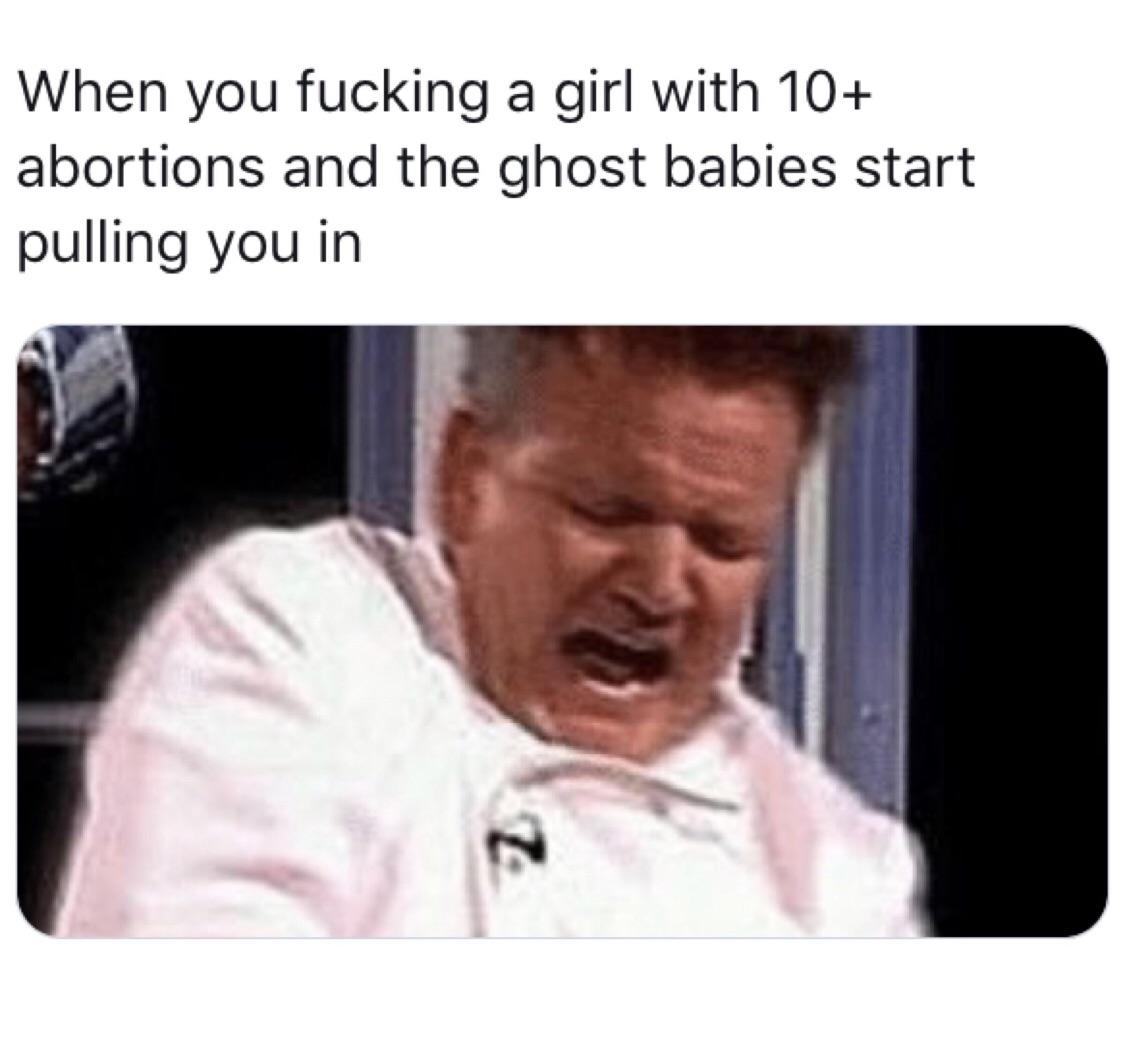 When you fucking a girl with 10+
abortions and the ghost babies start
pulling you in